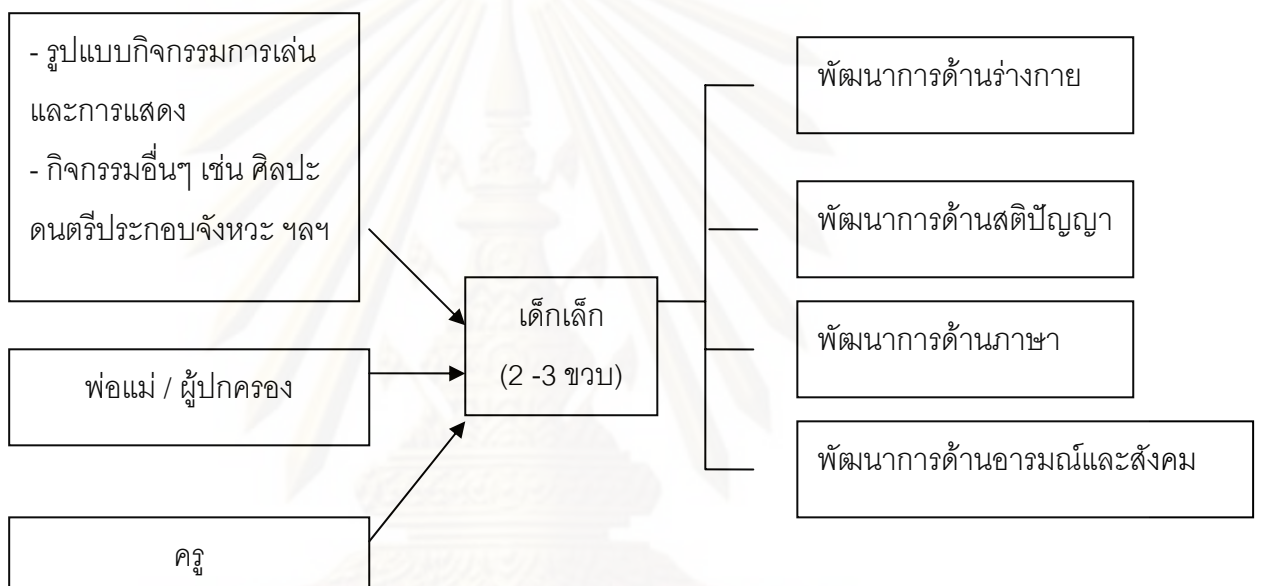 - รูปแบบกิจกรรมการเล่น
และการแสดง
- กิจกรรมอื่นๆ เช่น ศิลปะ
ดนตรีประกอบจังหวะ ฯลฯ
พ่อแม่ / ผู้ปกครอง
ครู
เด็กเล็ก
(2 -3 ขวบ)
พัฒนาการด้านร่างกาย
พัฒนาการด้านสติปัญญา
พัฒนาการด้านภาษา
พัฒนาการด้านอารมณ์และสังคม